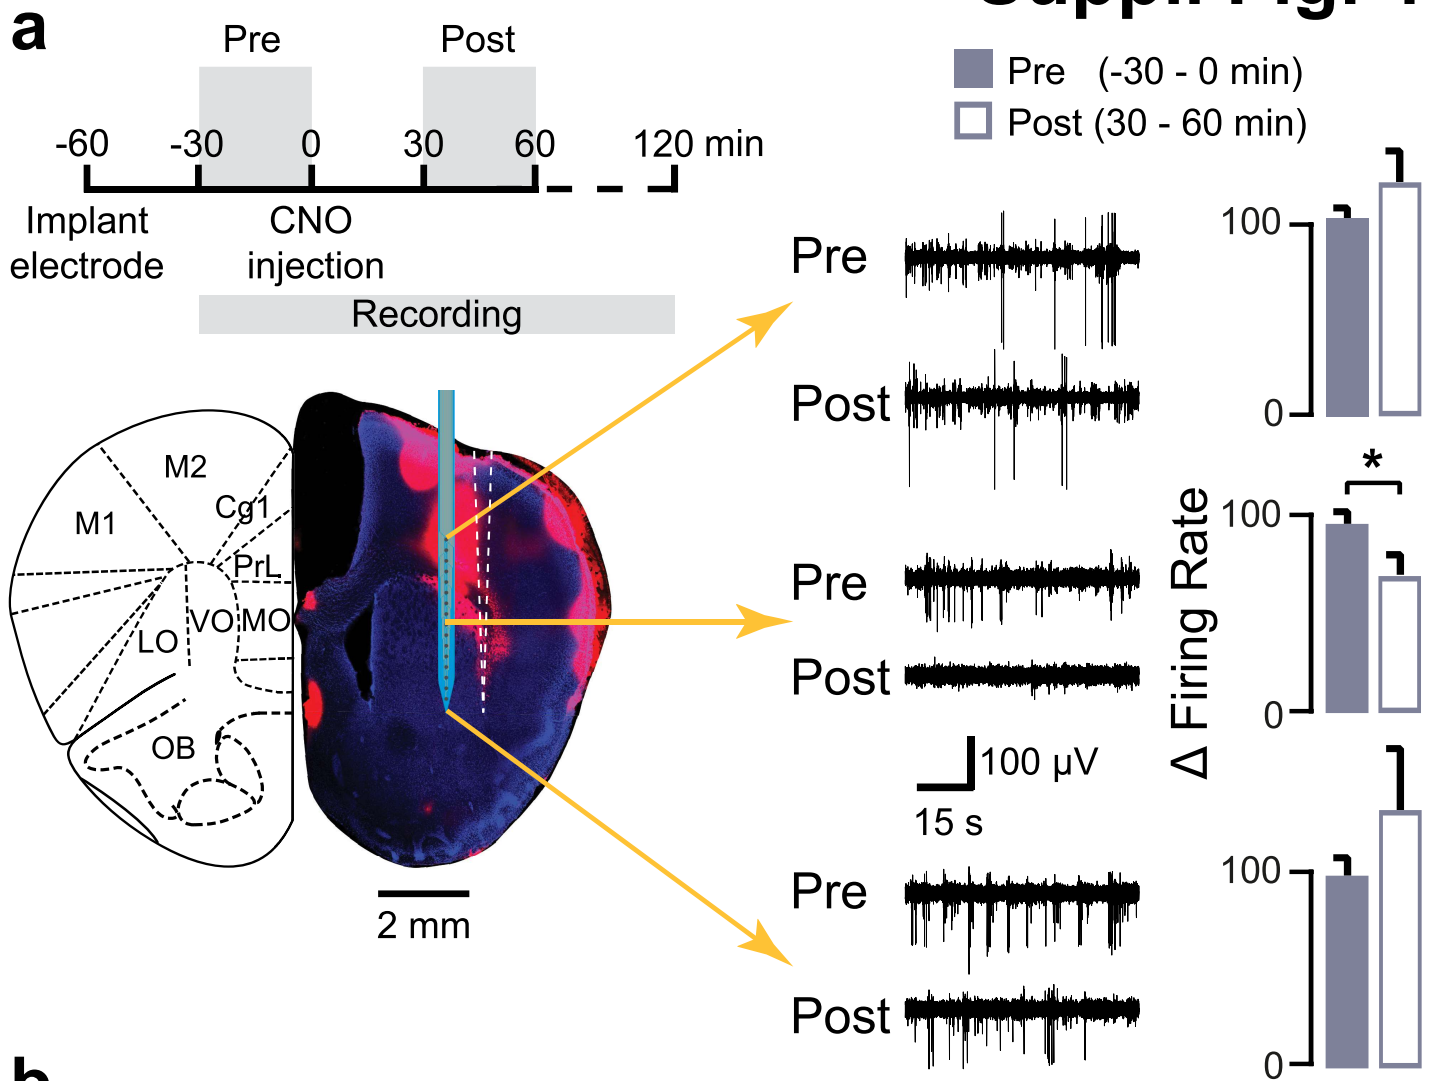 a
Pre
Post
-60 -30 0 30 60 120 min
Implant
electrode
CNO
injection
Recording
Pre (-30 - 0 min)
Post (30 - 60 min)
M2
Cg1
M1
PrL
VO MO
LO
OB
2 mm
Pre
Post
Pre
Post
100 µV
15 s
Pre
Post
Δ Firing Rate
100
0
*
100
0
100
0